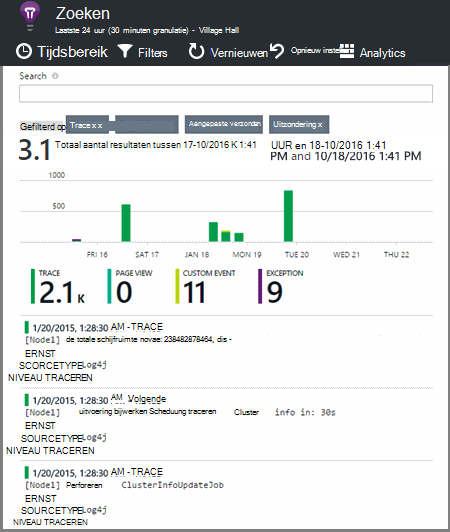 Zoeken
Laatste 24 uur (30 minuten granulatie) - Village Hall
Tijdsbereik Filters Vernieuwen Opnieuw instellen Analytics
Search
Gefilterd op Trace x x Aangepaste verzonden Uitzondering x
3.1 Totaal aantal resultaten tussen 17-10/2016 K 1:41 UUR en 18-10/2016 1:41
PM and 10/18/2016 1:41 PM
1000
500
FRI 16 SAT 17 JAN 18 MON 19 TUE 20 WED 21 THU 22
TRACE PAGE VIEW CUSTOM EVENT EXCEPTION
2.1 K 0 11 9
1/20/2015, 1:28:30 AM - TRACE
[Node1] de totale schijfruimte novae: 238482878464, dis -
ERNST
SCORCETYPE Log4j
NIVEAU TRACEREN
1/20/2015, 1:28:30 AM Volgende
[Node1] uitvoering bijwerken Scheduung traceren Cluster info in: 30s
ERNST
SOURCETYPE Log4j
NIVEAU TRACEREN
1/20/2015, 1:28:30 AM - TRACE
[Node1] Perforeren ClusterInfoUpdateJob
ERNST
SOURCETYPE Log4j
NIVEAU TRACEREN